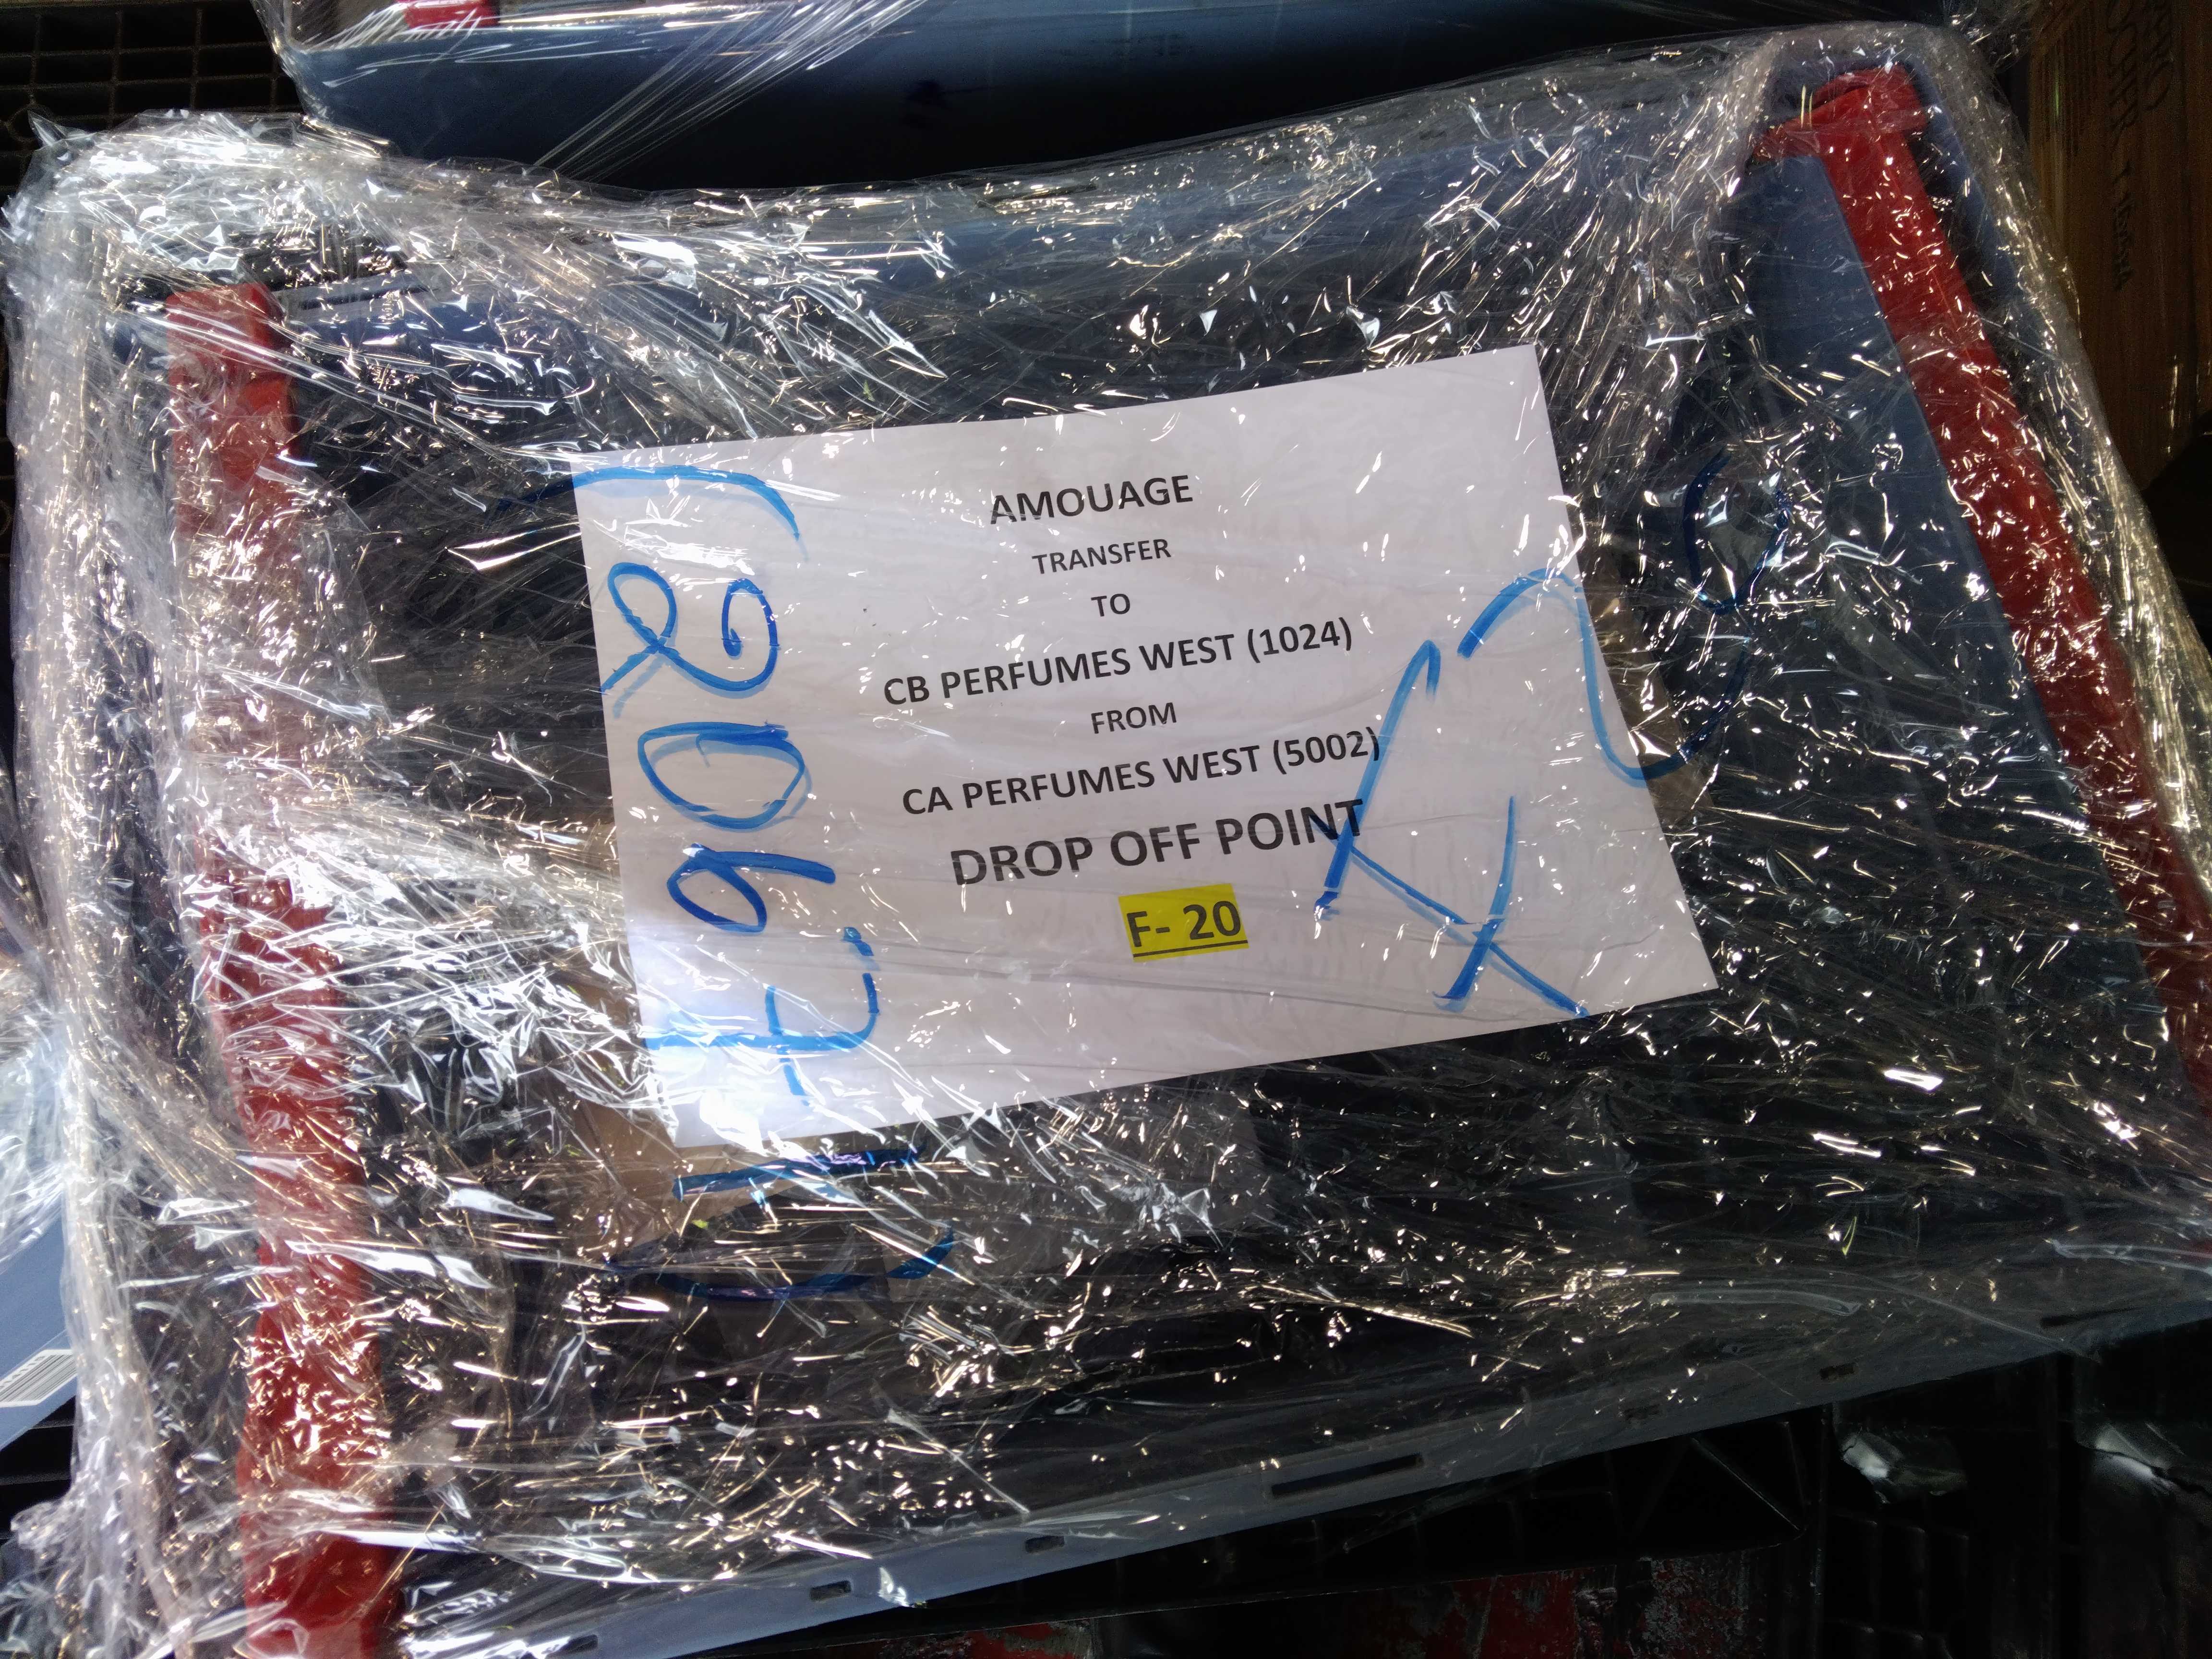 AMOUAGE
TRANSFER
TO
CB PERFUMES WEST (1024)
FROM
CA PERFUMES WEST (5002)
DROP OFF POINT
F- 20